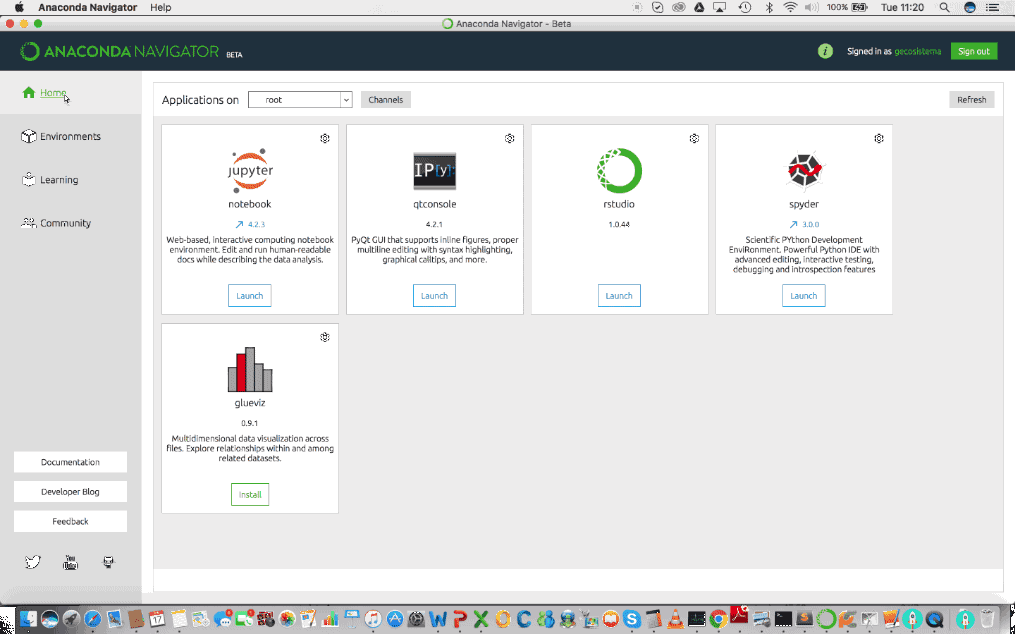 Anaconda Navigator Help
100% Tue 11:20
Anaconda Navigator - Beta
ANACONDA NAVIGATOR BETA
i Signed in as gecosistema Sign out
Home
Environments
Learning
Community
Documentation
Developer Blog
Feedback
You
Tube
Applications on root Channels Refresh
jupyter
notebook
4.2.3
Web-based, interactive computing notebook
environment. Edit and run human-readable
docs while describing the data analysis.
Launch
IP[y]:
qtconsole
4.2.1
PyQt GUI that supports inline figures, proper
multiline editing with syntax highlighting,
graphical calltips, and more.
Launch
rstudio
1.0.44
Launch
spyder
3.0.0
Scientific PYthon Development
EnviRonment. Powerful Python IDE with
advanced editing, interactive testing,
debugging and introspection features
Launch
glueviz
0.9.1
Multidimensional data visualization across
files. Explore relationships within and among
related datasets.
Install
17